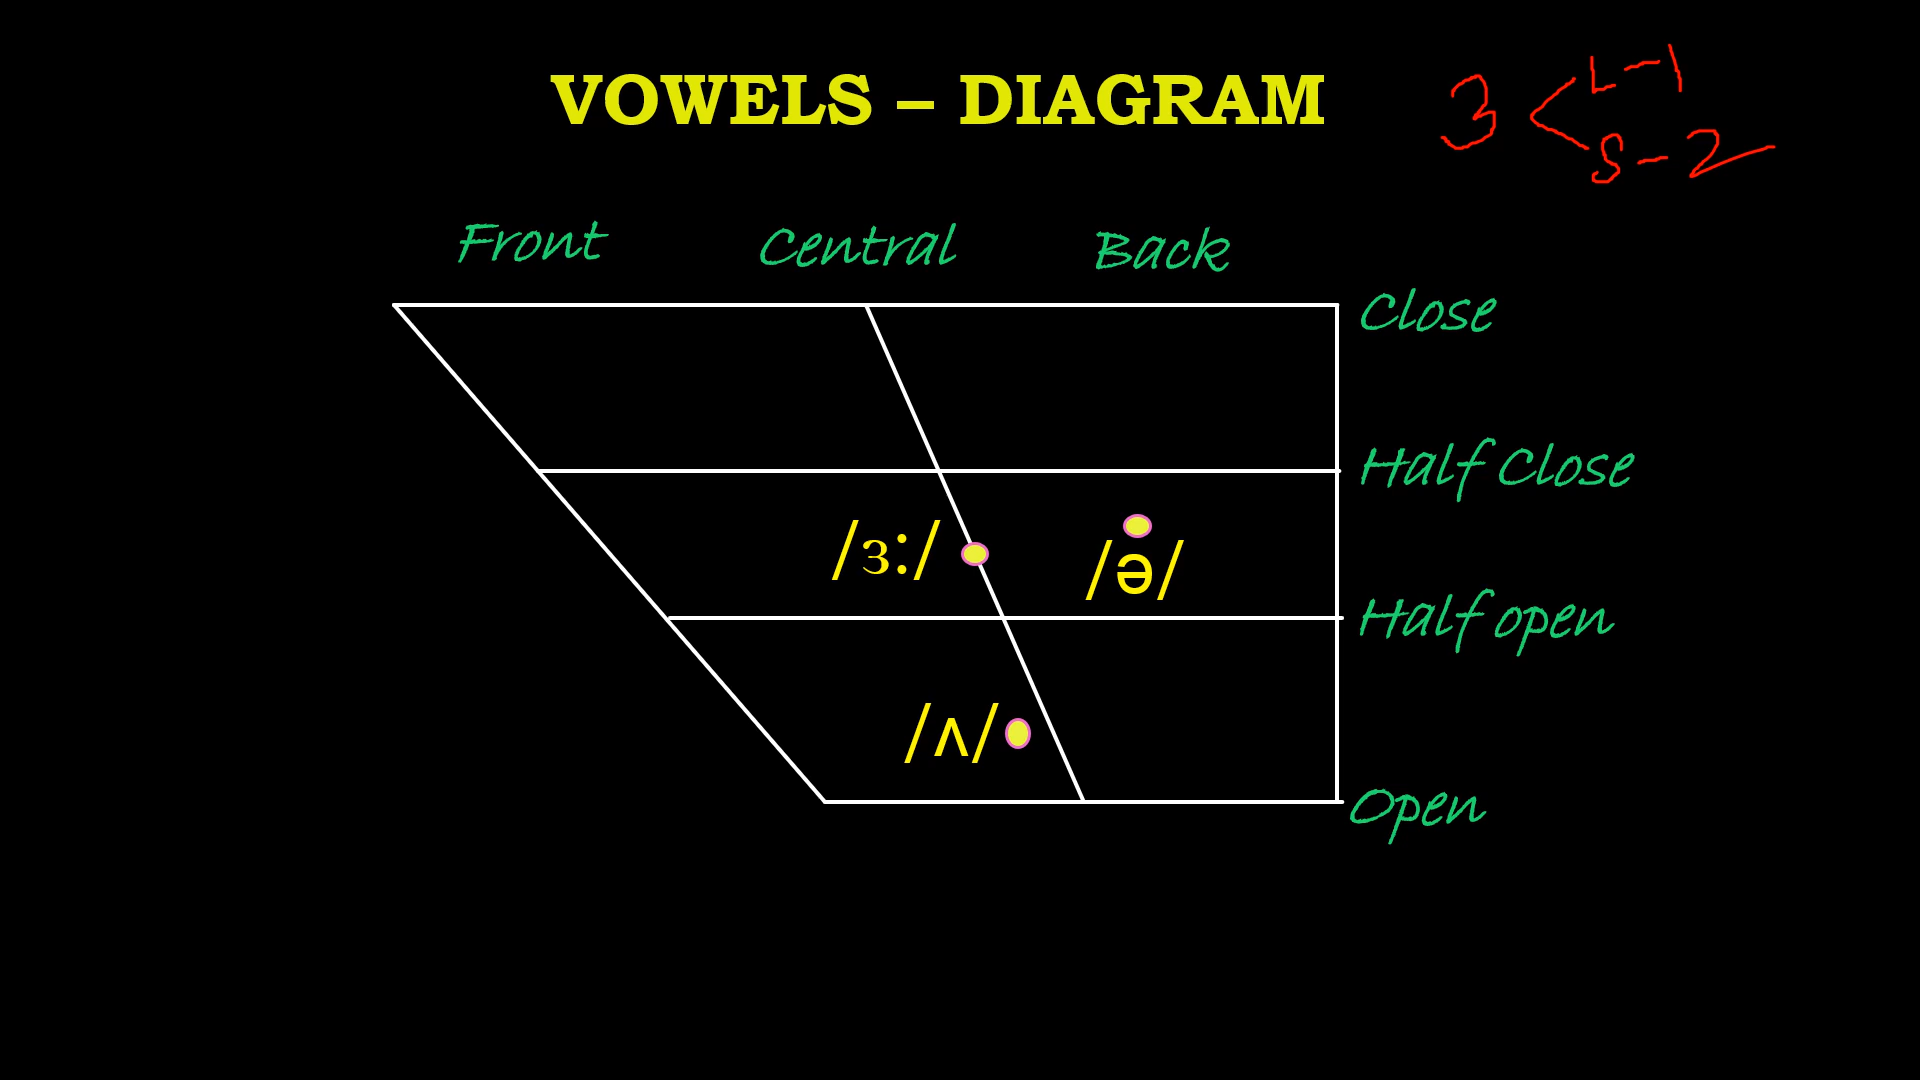 VOWELS – DIAGRAM
3 < L-1
S-2
Front Central Back
Close
Half Close
/ɜ:/ /ə/
Half open
/ʌ/
Open